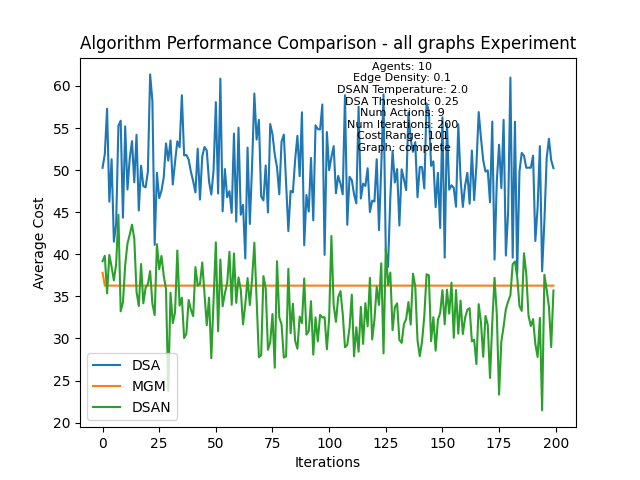 Algorithm Performance Comparison - all graphs Experiment
Agents: 10
Edge Density: 0.1
DSAN Temperature: 2.0
DSA Threshold: 0.25
Num Actions: 9
Num Iterations: 200
Cost Range: 101
Graph: complete
60
55
50
45
40
35
30
25
20
Average Cost
DSA
MGM
DSAN
0
25
50
75
100
125
150
175
200
Iterations